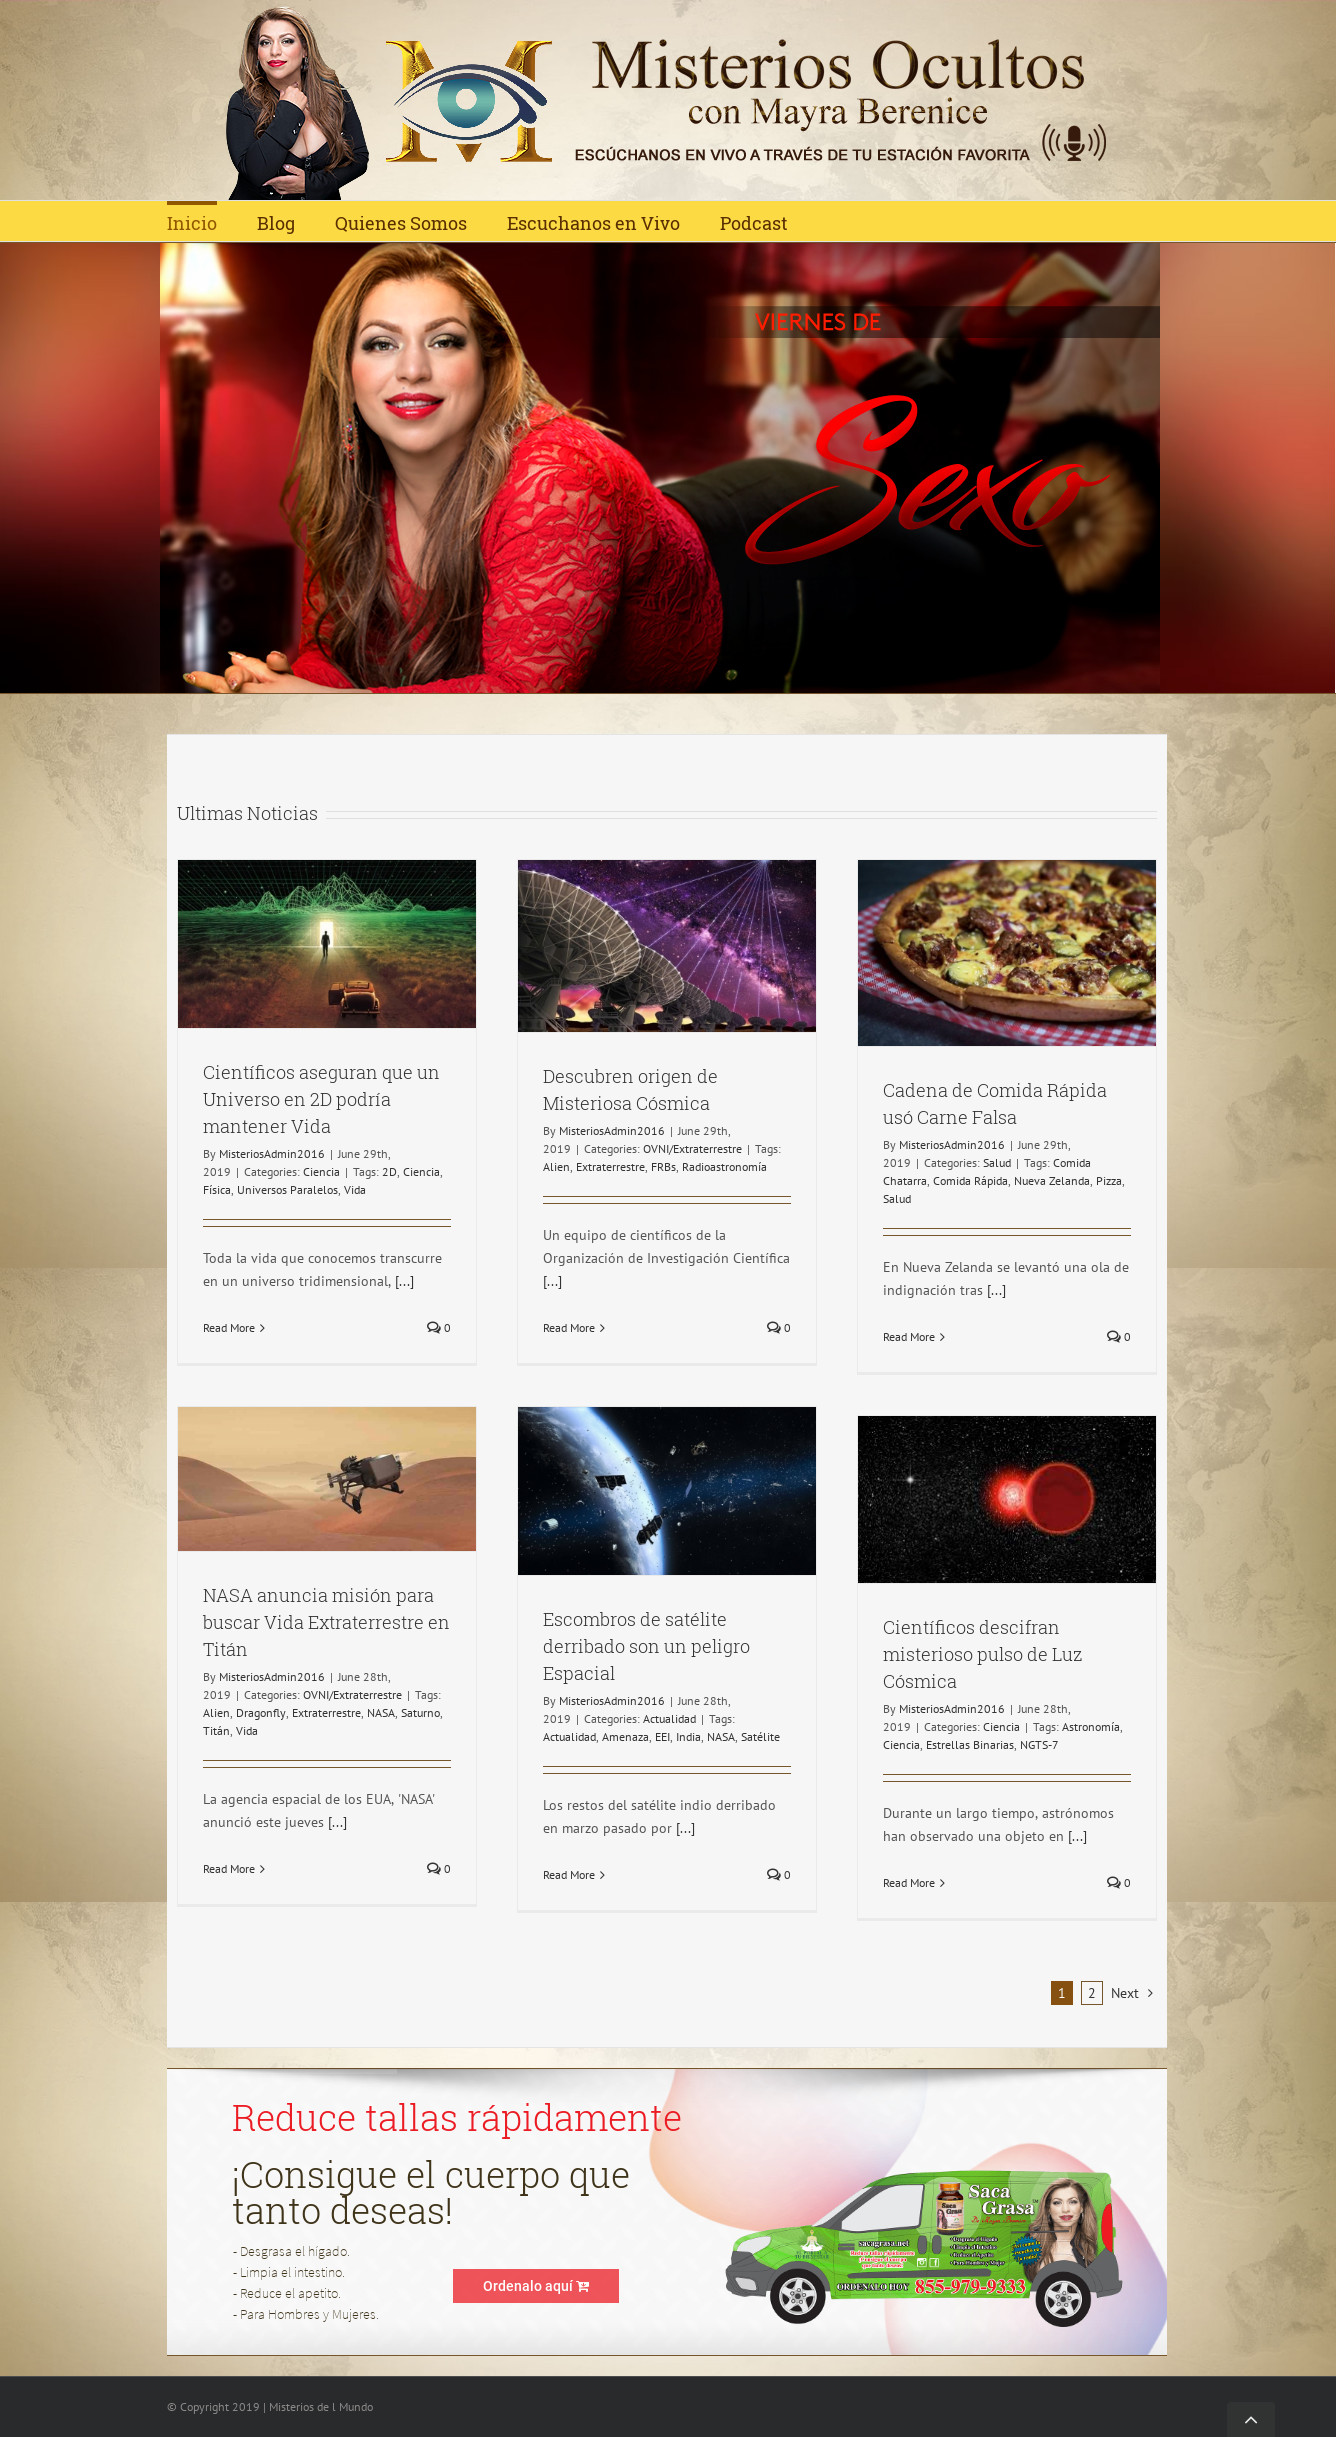 Misterios Ocultos
con Mayra Berenice
ESCÚCHANOS EN VIVO A TRAVÉS DE TU ESTACIÓN FAVORITA
Inicio Blog Quienes Somos Escuchanos en Vivo Podcast
VIERNES DE
Sexo
Ultimas Noticias
Científicos aseguran que un
Universo en 2D podría
mantener Vida
By MisteriosAdmin2016 | June 29th,
2019 | Categories: Ciencia | Tags: 2D, Ciencia,
Física, Universos Paralelos, Vida
Toda la vida que conocemos transcurre
en un universo tridimensional, [...]
Read More > 0
Descubren origen de
Misteriosa Cósmica
By MisteriosAdmin2016 | June 29th,
2019 | Categories: OVNI/Extraterrestre | Tags:
Alien, Extraterrestre, FRBs, Radioastronomía
Un equipo de científicos de la
Organización de Investigación Científica
[...]
Read More > 0
Cadena de Comida Rápida
usó Carne Falsa
By MisteriosAdmin2016 | June 29th,
2019 | Categories: Salud | Tags: Comida
Chatarra, Comida Rápida, Nueva Zelanda, Pizza,
Salud
En Nueva Zelanda se levantó una ola de
indignación tras [...]
Read More > 0
NASA anuncia misión para
buscar Vida Extraterrestre en
Titán
By MisteriosAdmin2016 | June 28th,
2019 | Categories: OVNI/Extraterrestre | Tags:
Alien, Dragonfly, Extraterrestre, NASA, Saturno,
Titán, Vida
La agencia espacial de los EUA, 'NASA'
anunció este jueves [...]
Read More > 0
Escombros de satélite
derribado son un peligro
Espacial
By MisteriosAdmin2016 | June 28th,
2019 | Categories: Actualidad | Tags:
Actualidad, Amenaza, EEI, India, NASA, Satélite
Los restos del satélite indio derribado
en marzo pasado por [...]
Read More > 0
Científicos descifran
misterioso pulso de Luz
Cósmica
By MisteriosAdmin2016 | June 28th,
2019 | Categories: Ciencia | Tags: Astronomía,
Ciencia, Estrellas Binarias, NGTS-7
Durante un largo tiempo, astrónomos
han observado una objeto en [...]
Read More > 0
1 2 Next >
Reduce tallas rápidamente
¡Consigue el cuerpo que
tanto deseas!
- Desgrasa el higado.
- Limpia el intestino.
- Reduce el apetito.
- Para Hombres y Mujeres.
Ordenalo aquí
Saca
Grasa
sacagrasa.net
ORDENALO HOY 855-979-9333
© Copyright 2019 | Misterios de l Mundo